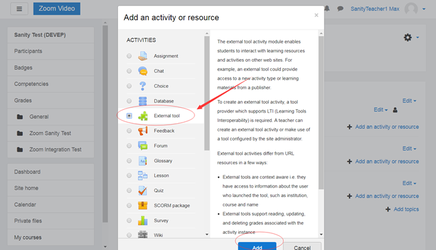 Zoom Video
SanityTeacher1 Max
Sanity Test (DEVEF)
Participants
Badges
Competencies
Grades
General
Zoom Sanity Test
Zoom Integration Test
Dashboard
Site home
Calendar
Private files
My courses
Add an activity or resource
×
ACTIVITIES
Assignment
Chat
Choice
Database
External tool
Feedback
Forum
Glossary
Lesson
Quiz
SCORM package
Survey
Wiki
The external tool activity module enables
students to interact with learning resources
and activities on other web sites. For
example, an external tool could provide
access to a new activity type or learning
materials from a publisher.
To create an external tool activity, a tool
provider which supports LTI (Learning Tools
Interoperability) is required. A teacher can
create an external tool activity or make use of
a tool configured by the site administrator
External tool activities differ from URL
resources in a few ways:
External tools are context aware i.e. they
have access to information about the user
who launched the tool, such as institution,
course and name
External tools support reading, updating,
and deleting grades associated with the
activity instance
Add
Cancel
Edit
Edit
+ Add an activity or resource
Edit
+ Add an activity or resource
Edit
+ Add an activity or resource
Edit
+ Add an activity or resource
+ Add topics